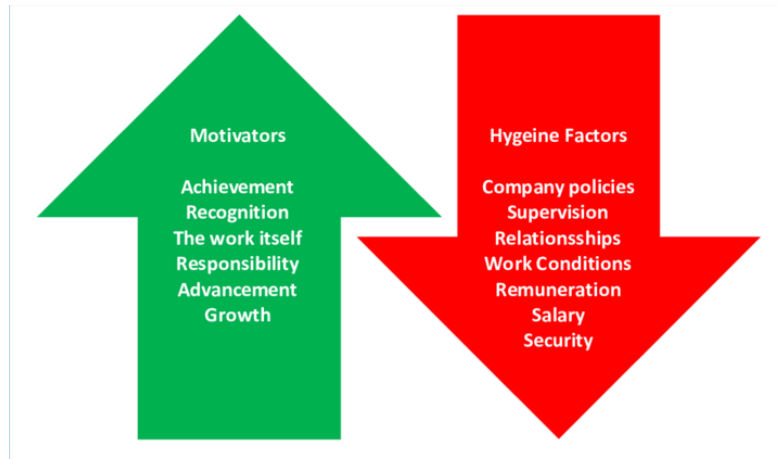 Motivators
Achievement
Recognition
The work itself
Responsibility
Advancement
Growth
Hygeine Factors
Company policies
Supervision
Relationsships
Work Conditions
Remuneration
Salary
Security